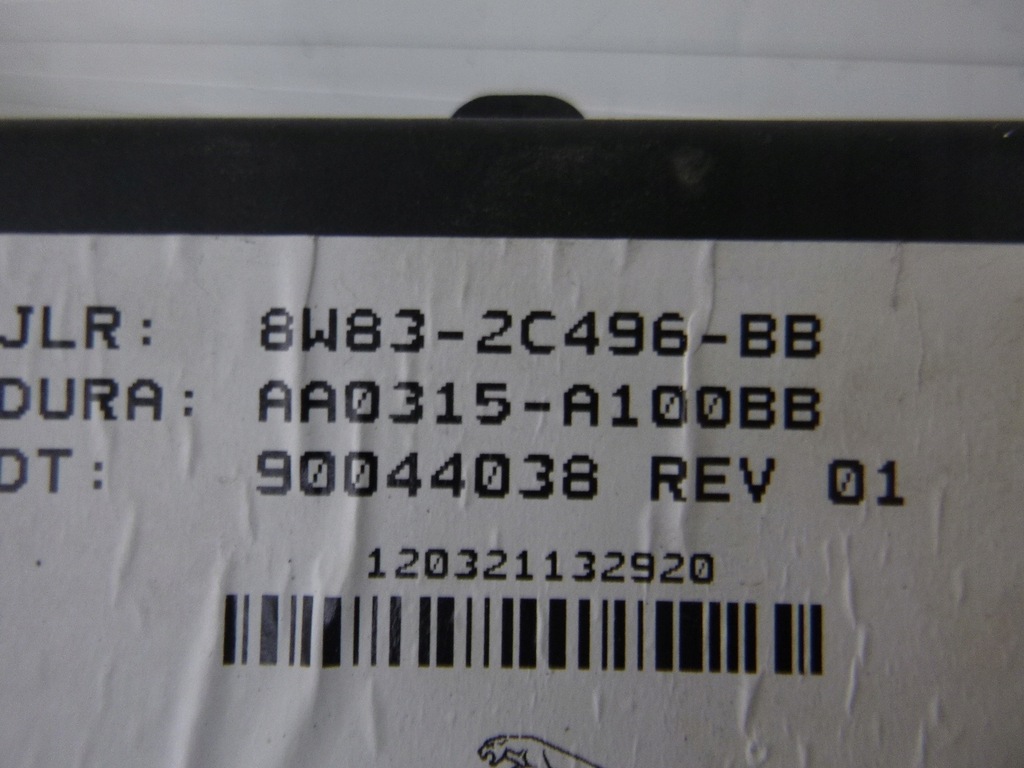 JLR: 8W83-2C496-BB
DURA: AA0315-A100BB
DT: 90044038 REV 01
120321132920